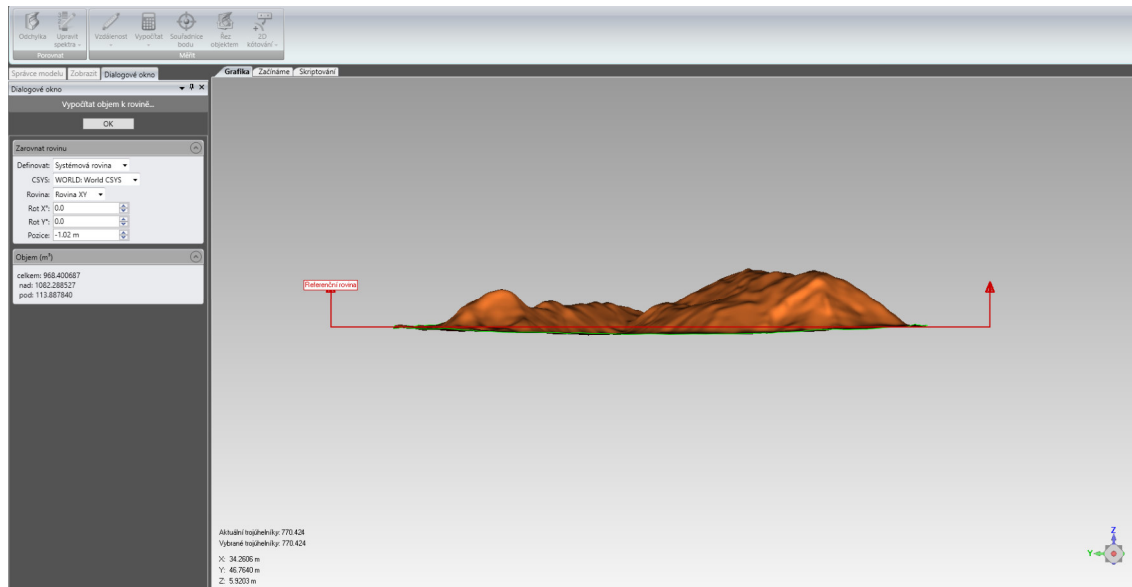 Odchylka Upravit spektra Vzdálenost Vypočítat Souřadnice bodu Řez objektem 2D kótování
Porovnat Měřit
Správce modelu Zobrazit Dialogové okno
Grafika Začínáme Skriptování
Dialogové okno
Vypočítat objem k rovině...
OK
Zarovnat rovinu
Definovat: Systémová rovina
CSYS: WORLD: World CSYS
Rovina: Rovina XY
Rot X°: 0.0
Rot Y°: 0.0
Pozice: -1.02 m
Objem (m³)
celkem: 968.400687
nad: 1082.288527
pod: 113.887840
Referenční rovina
Aktuální trojúhelníky: 770.424
Vybrané trojúhelníky: 770.424
X: 34.2606 m
Y: 46.7640 m
Z: 5.9203 m
Z
Y